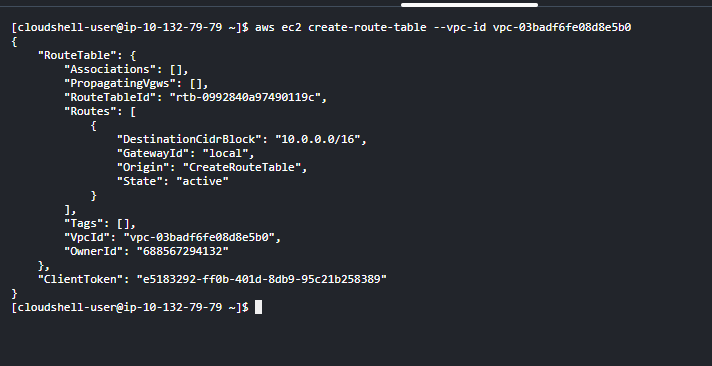 [cloudshell-user@ip-10-132-79-79 ~]$ aws ec2 create-route-table --vpc-id vpc-03badf6fe08d8e5b0
{
    "RouteTable": {
        "Associations": [],
        "PropagatingVgws": [],
        "RouteTableId": "rtb-0992840a97490119c",
        "Routes": [
            {
                "DestinationCidrBlock": "10.0.0.0/16",
                "GatewayId": "local",
                "Origin": "CreateRouteTable",
                "State": "active"
            }
        ],
        "Tags": [],
        "VpcId": "vpc-03badf6fe08d8e5b0",
        "OwnerId": "688567294132"
    },
    "ClientToken": "e5183292-ff0b-401d-8db9-95c21b258389"
}
[cloudshell-user@ip-10-132-79-79 ~]$